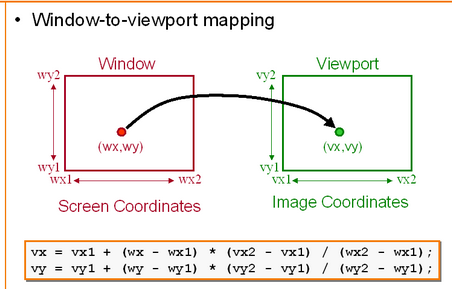 • Window-to-viewport mapping
Window
Viewport
wy2
vy2
(wx,wy)
(vx,vy)
wy1
vy1
wx1
wx2
vx1
vx2
Screen Coordinates
Image Coordinates
vx = vx1 + (wx - wx1) * (vx2 - vx1) / (wx2 - wx1);
vy = vy1 + (wy - wy1) * (vy2 - vy1) / (wy2 - wy1);